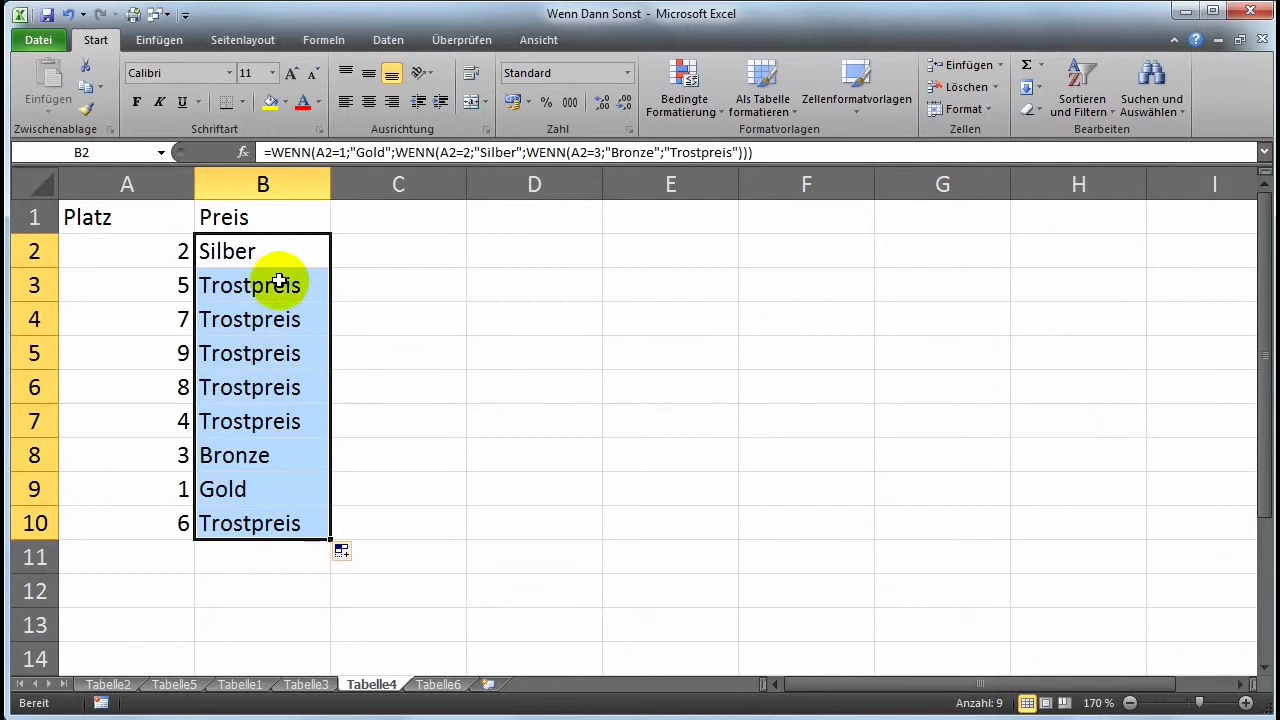 Wenn Dann Sonst - Microsoft Excel
Datei Start Einfügen Seitenlayout Formeln Daten Überprüfen Ansicht
Calibri 11 Standard Einfügen Σ
Einfügen F K U % 000 Bedingte Formatierung Als Tabelle formatieren Zellenformatvorlagen Löschen Sortieren und Filtern Suchen und Auswählen
Format
Zwischenablage Schriftart Ausrichtung Zahl Formatvorlagen Zellen Bearbeiten
B2 fx =WENN(A2=1;"Gold";WENN(A2=2;"Silber";WENN(A2=3;"Bronze";"Trostpreis")))
A B C D E F G H I
1 Platz Preis
2 2 Silber
3 5 Trostpreis
4 7 Trostpreis
5 9 Trostpreis
6 8 Trostpreis
7 4 Trostpreis
8 3 Bronze
9 1 Gold
10 6 Trostpreis
11
12
13
14
Tabelle2 Tabelle5 Tabelle1 Tabelle3 Tabelle4 Tabelle6
Bereit Anzahl: 9 170 %